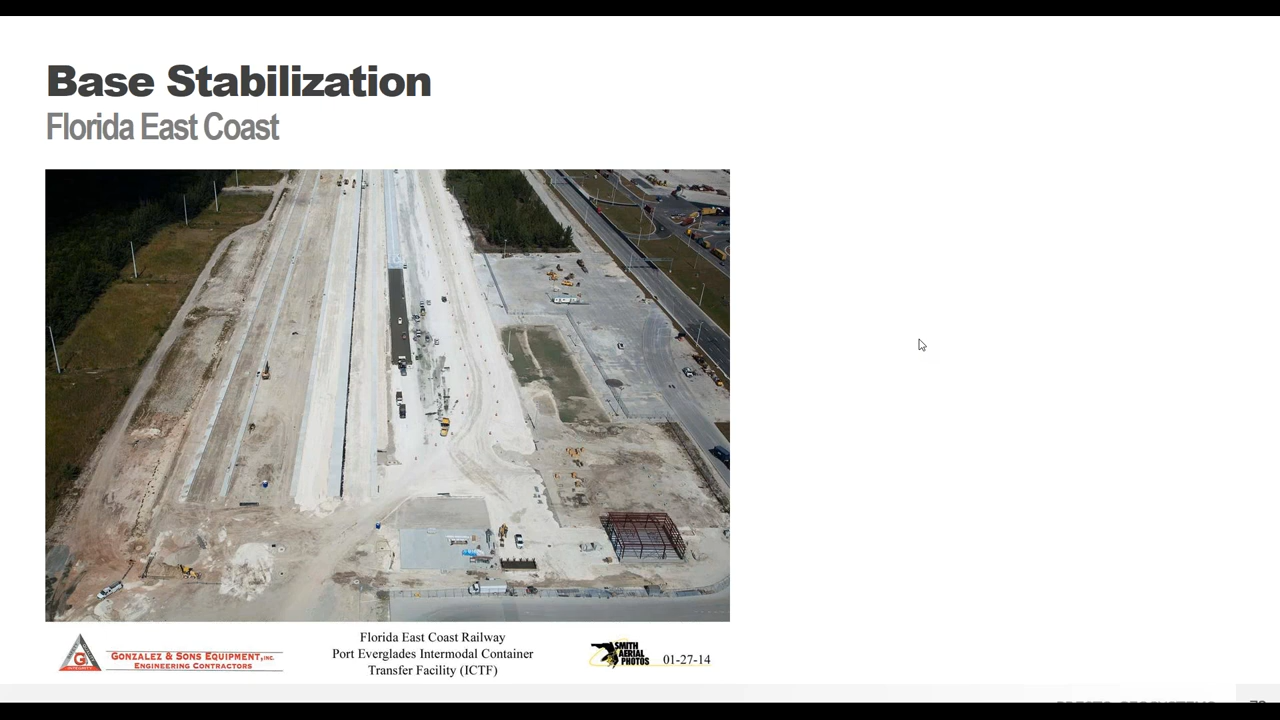 Base Stabilization
Florida East Coast
G
INTEGRITY
GONZALEZ & SONS EQUIPMENT, INC.
ENGINEERING CONTRACTORS
Florida East Coast Railway
Port Everglades Intermodal Container
Transfer Facility (ICTF)
SMITH
AERIAL
PHOTOS
01-27-14